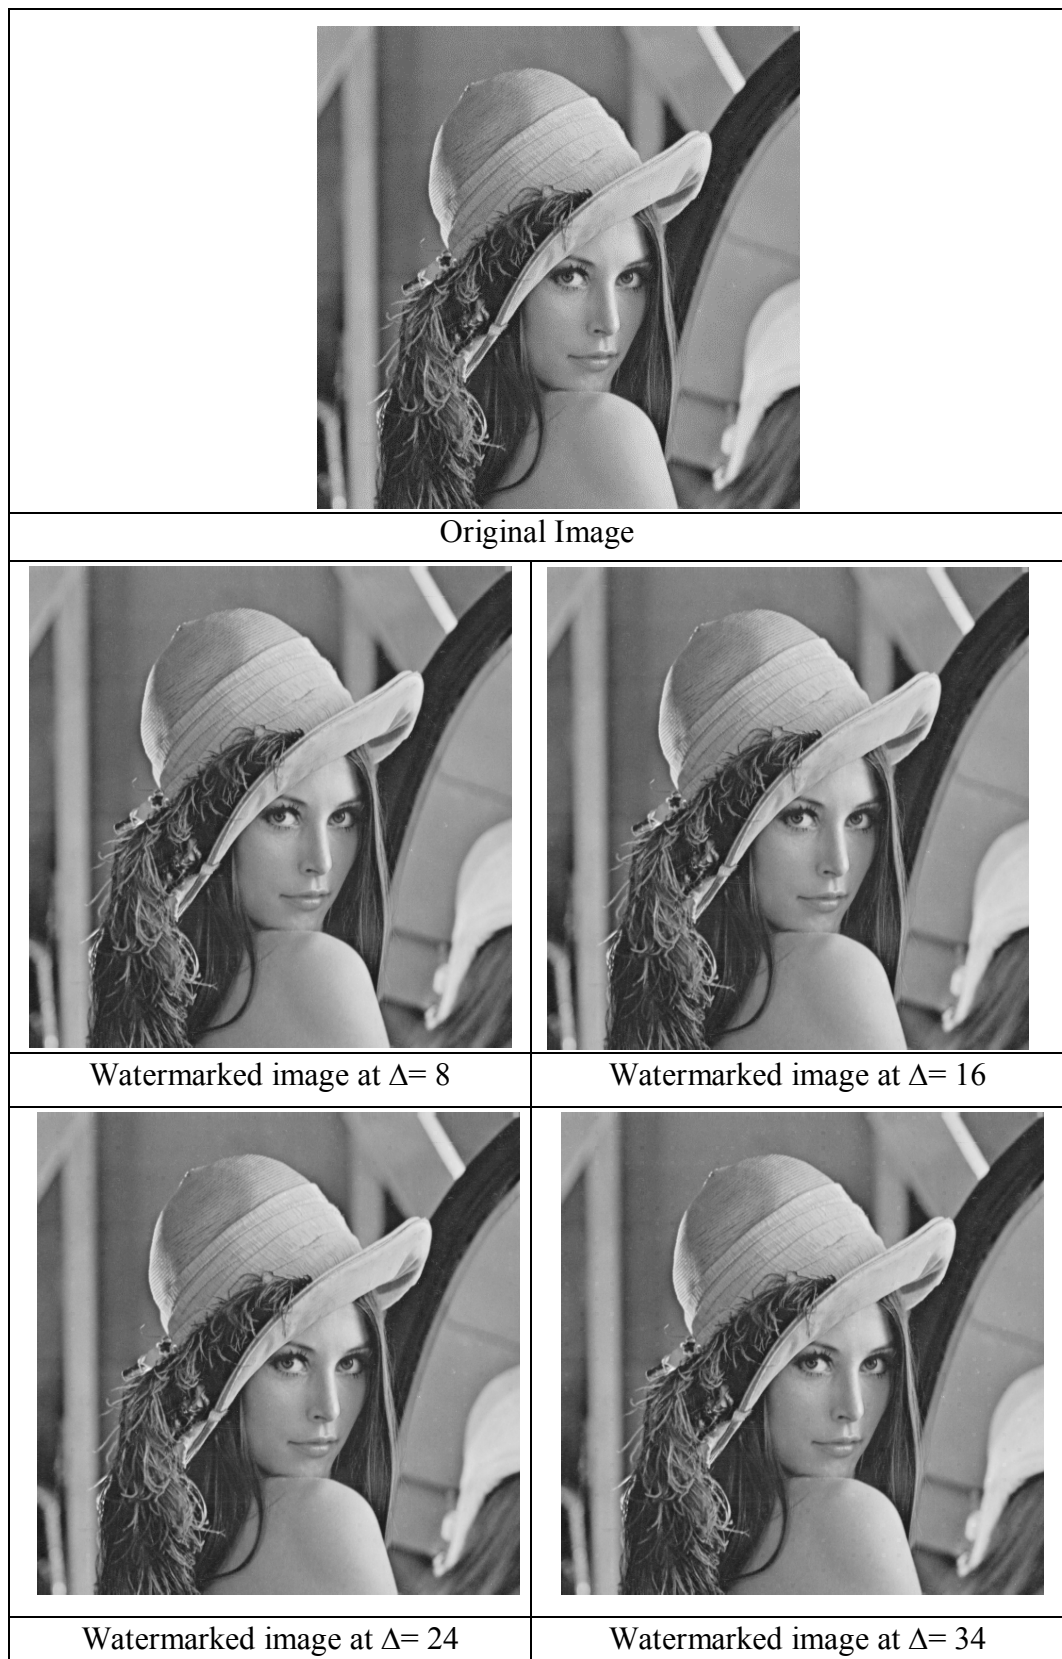 Original Image
Watermarked image at Δ= 8
Watermarked image at Δ= 16
Watermarked image at Δ= 24
Watermarked image at Δ= 34